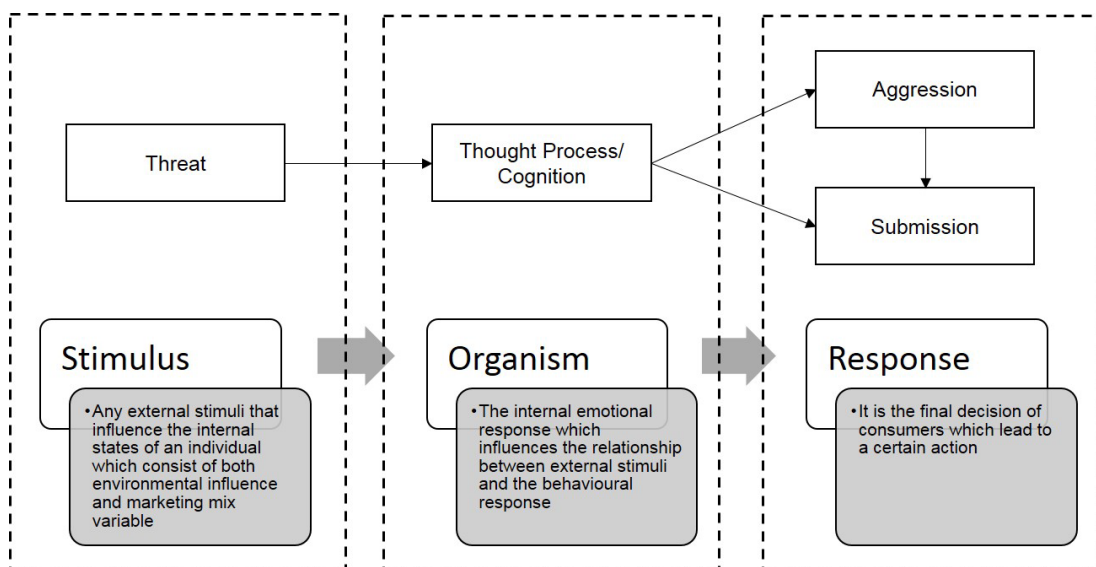 Threat
Thought Process/
Cognition
Aggression
Submission
Stimulus
•Any external stimuli that
influence the internal
states of an individual
which consist of both
environmental influence
and marketing mix
variable
Organism
•The internal emotional
response which
influences the relationship
between external stimuli
and the behavioural
response
Response
•It is the final decision of
consumers which lead to
a certain action